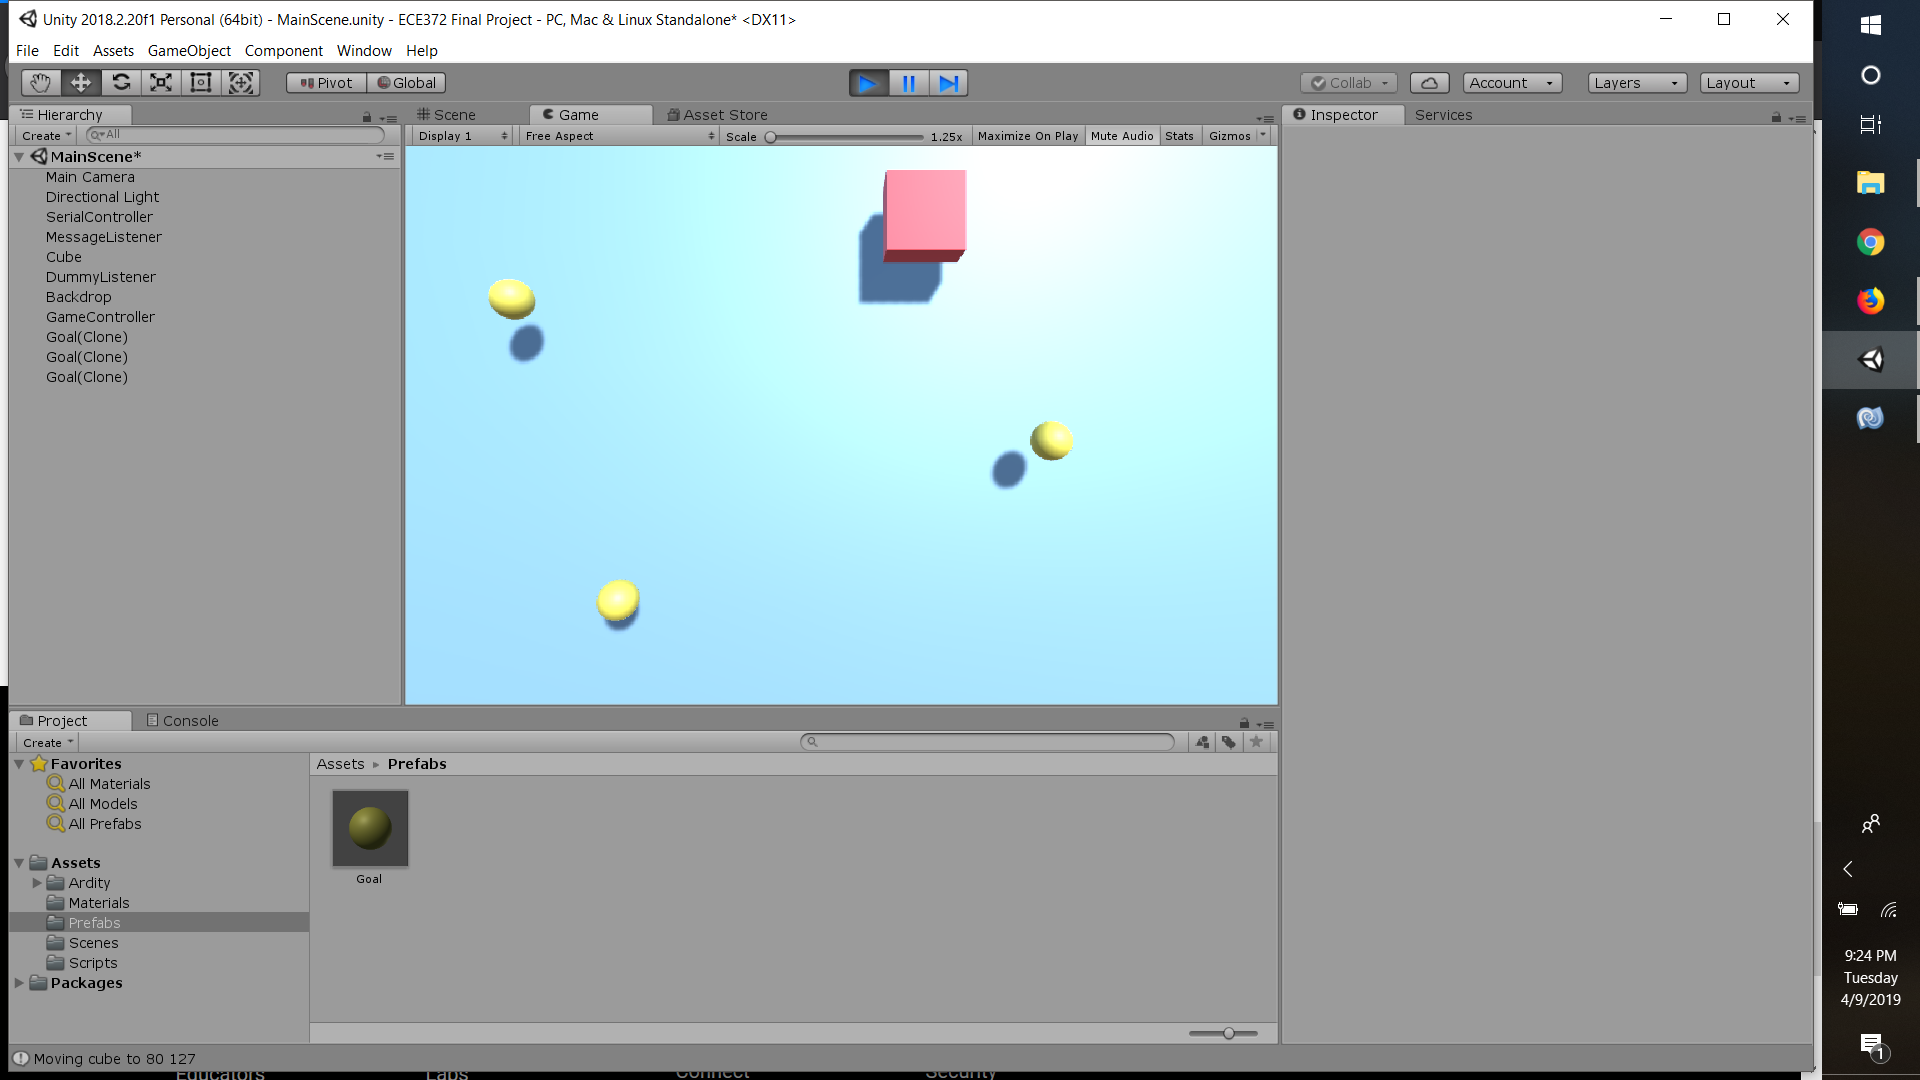 Unity 2018.2.20f1 Personal (64bit) - MainScene.unity - ECE372 Final Project - PC, Mac & Linux Standalone* <DX11>
File Edit Assets GameObject Component Window Help
Pivot Global Collab Account Layers Layout
Hierarchy Scene Game Asset Store Inspector Services
Create All Display 1 Free Aspect Scale 1.25x Maximize On Play Mute Audio Stats Gizmos
MainScene*
Main Camera
Directional Light
SerialController
MessageListener
Cube
DummyListener
Backdrop
GameController
Goal(Clone)
Goal(Clone)
Goal(Clone)
Project Console
Create
Favorites
All Materials
All Models
All Prefabs
Assets
Ardity
Materials
Prefabs
Scenes
Scripts
Packages
Assets Prefabs
Goal
Moving cube to 80 127
Educators Labs Connect Security
9:24 PM
Tuesday
4/9/2019
1